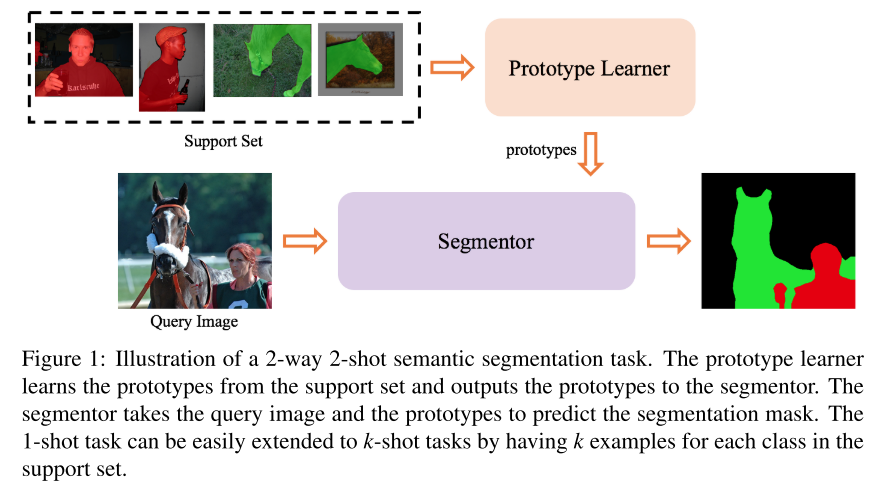 Karlsruhe
Prototype Learner
Support Set
prototypes
Segmentor
Query Image
Figure 1: Illustration of a 2-way 2-shot semantic segmentation task. The prototype learner
learns the prototypes from the support set and outputs the prototypes to the segmentor. The
segmentor takes the query image and the prototypes to predict the segmentation mask. The
1-shot task can be easily extended to k-shot tasks by having k examples for each class in the
support set.